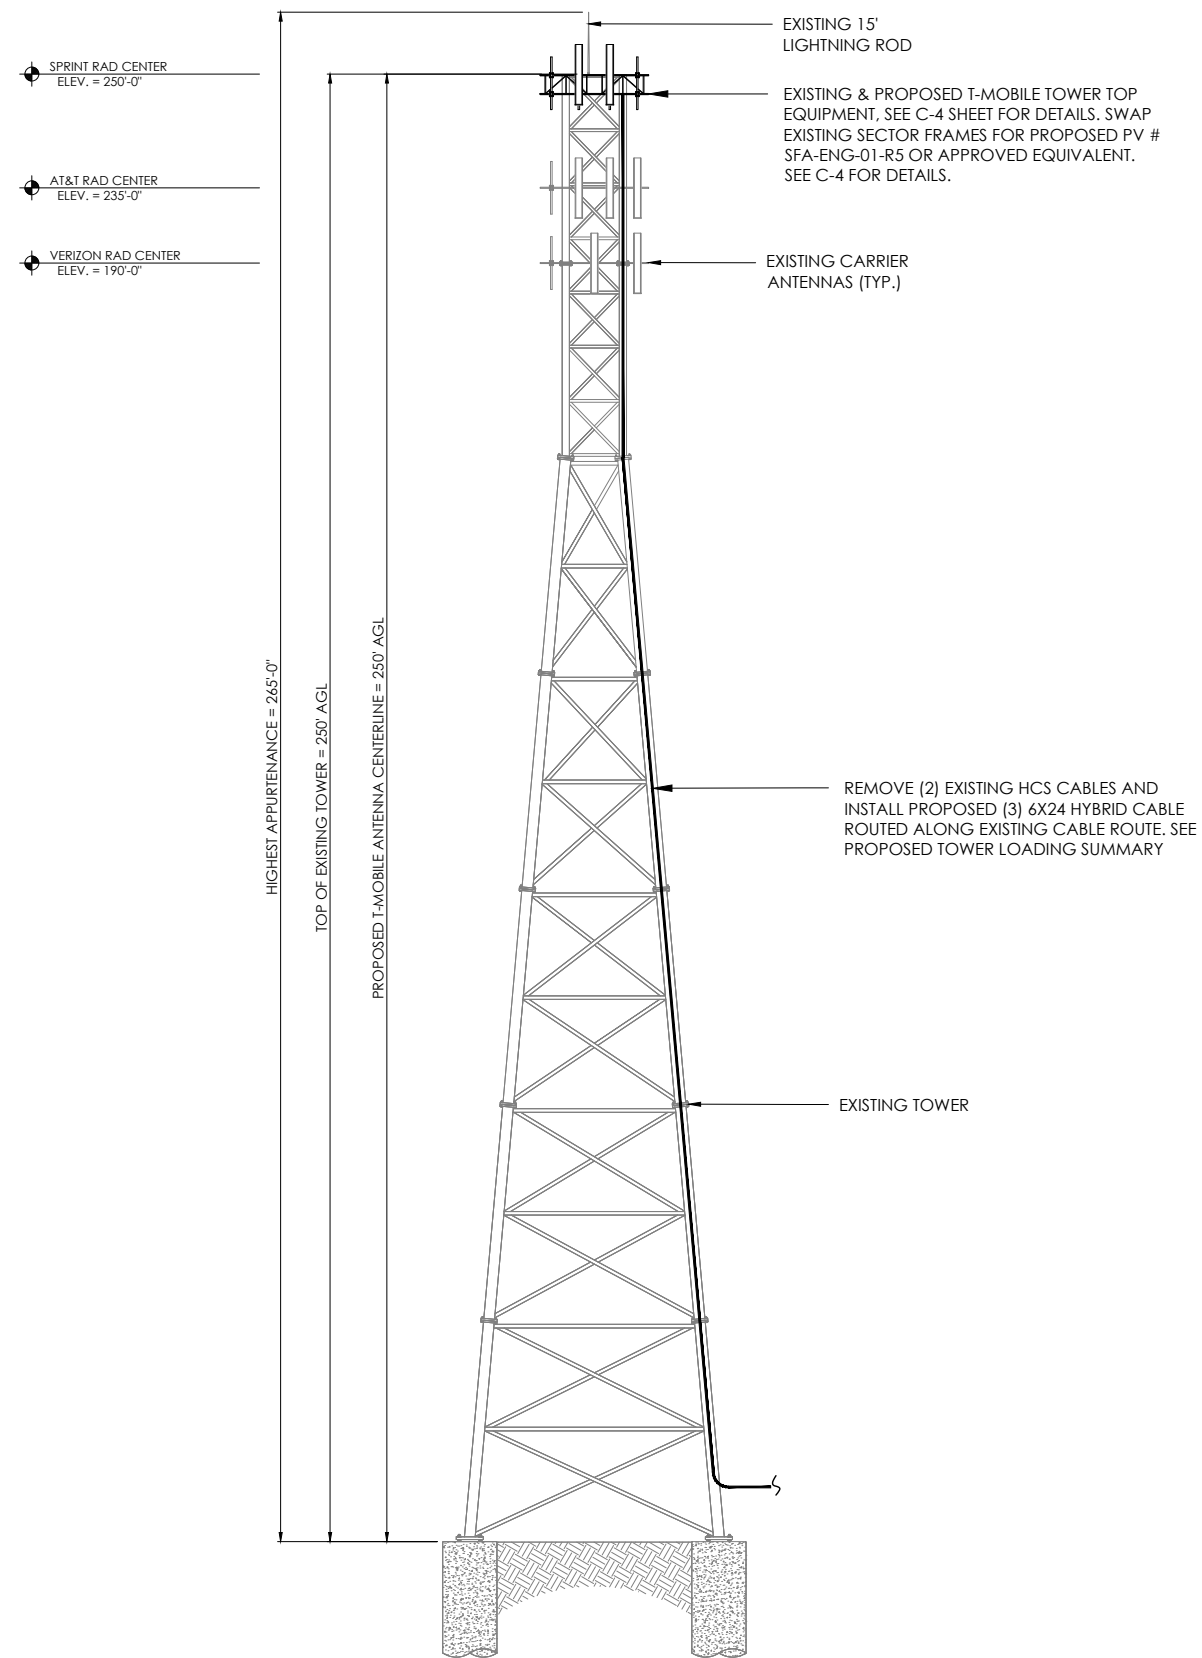 EXISTING 15'
LIGHTNING ROD
SPRINT RAD CENTER
ELEV. = 250'-0"
EXISTING & PROPOSED T-MOBILE TOWER TOP
EQUIPMENT, SEE C-4 SHEET FOR DETAILS. SWAP
EXISTING SECTOR FRAMES FOR PROPOSED PV #
SFA-ENG-01-R5 OR APPROVED EQUIVALENT.
SEE C-4 FOR DETAILS.
AT&T RAD CENTER
ELEV. = 235'-0"
VERIZON RAD CENTER
ELEV. = 190'-0"
EXISTING CARRIER
ANTENNAS (TYP.)
HIGHEST APPURTENANCE = 265'-0"
TOP OF EXISTING TOWER = 250' AGL
PROPOSED T-MOBILE ANTENNA CENTERLINE = 250' AGL
REMOVE (2) EXISTING HCS CABLES AND
INSTALL PROPOSED (3) 6X24 HYBRID CABLE
ROUTED ALONG EXISTING CABLE ROUTE. SEE
PROPOSED TOWER LOADING SUMMARY
EXISTING TOWER